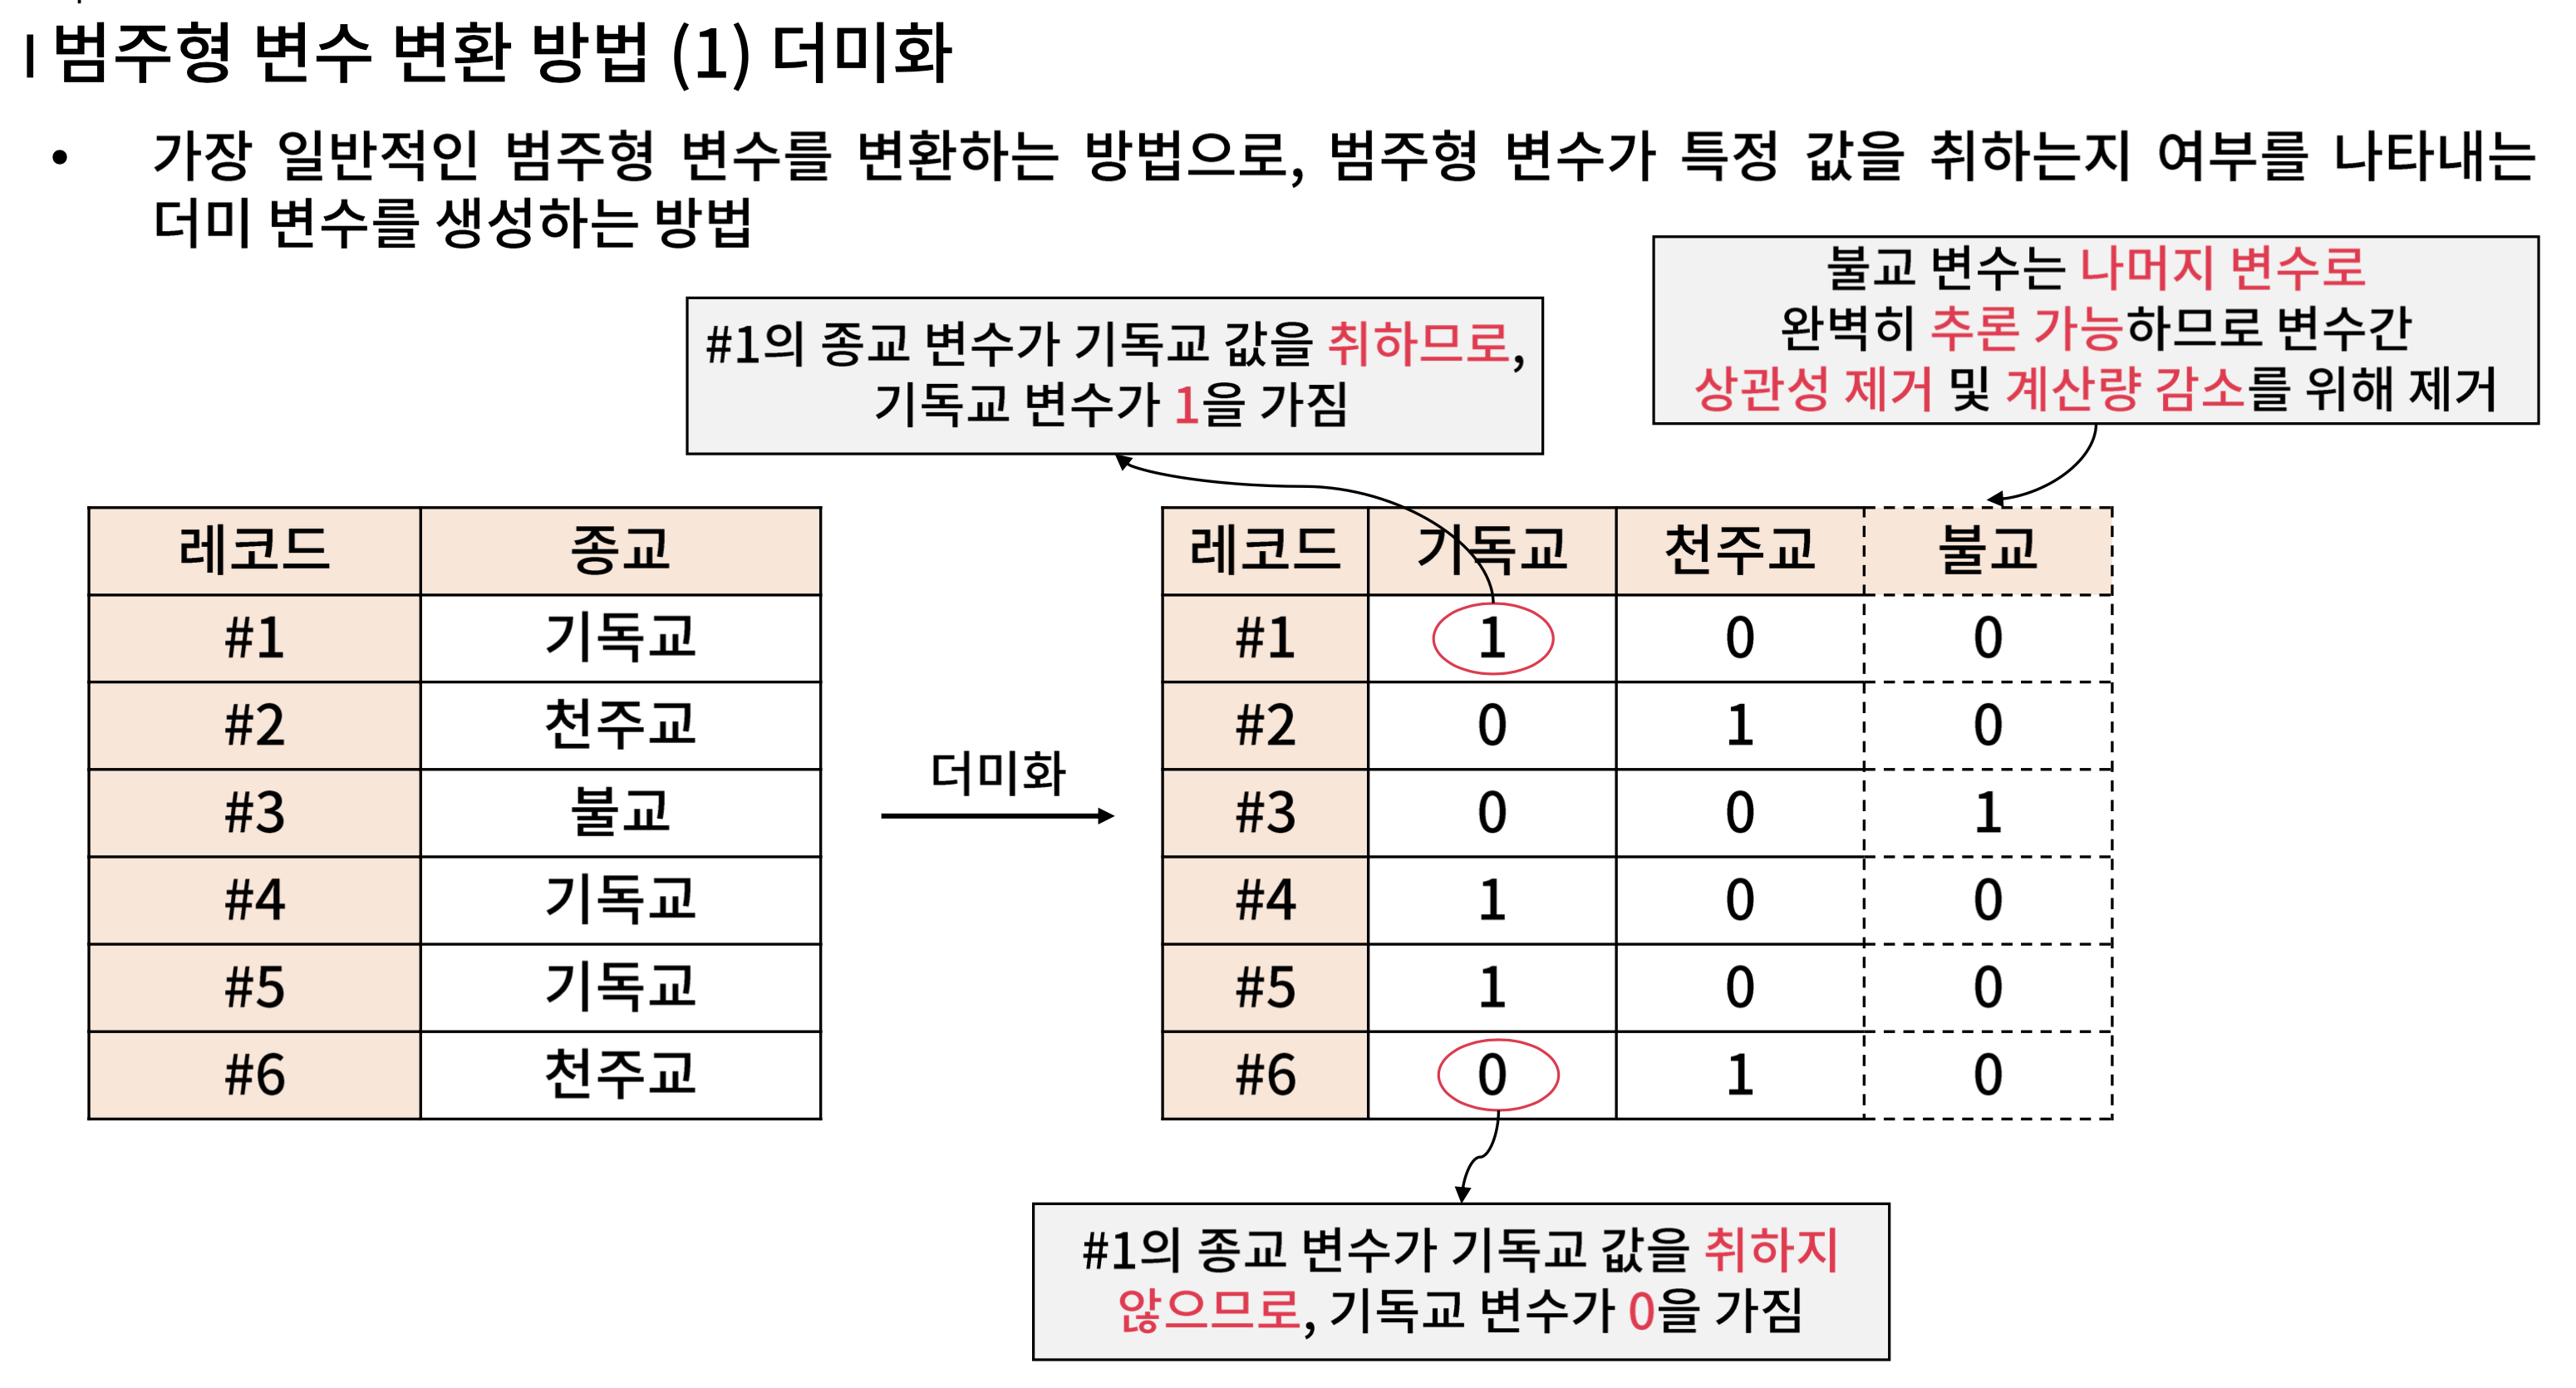 I 범주형 변수 변환 방법 (1) 더미화
• 가장 일반적인 범주형 변수를 변환하는 방법으로, 범주형 변수가 특정 값을 취하는지 여부를 나타내는
더미 변수를 생성하는 방법
불교 변수는 나머지 변수로
완벽히 추론 가능하므로 변수간
상관성 제거 및 계산량 감소를 위해 제거
#1의 종교 변수가 기독교 값을 취하므로,
기독교 변수가 1을 가짐
레코드 종교
#1 기독교
#2 천주교
#3 불교
#4 기독교
#5 기독교
#6 천주교
더미화
레코드 기독교 천주교 불교
#1 1 0 0
#2 0 1 0
#3 0 0 1
#4 1 0 0
#5 1 0 0
#6 0 1 0
#1의 종교 변수가 기독교 값을 취하지
않으므로, 기독교 변수가 0을 가짐